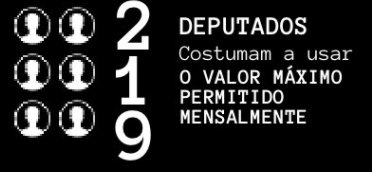 219
DEPUTADOS
Costumam a usar
O VALOR MÁXIMO
PERMITIDO
MENSALMENTE